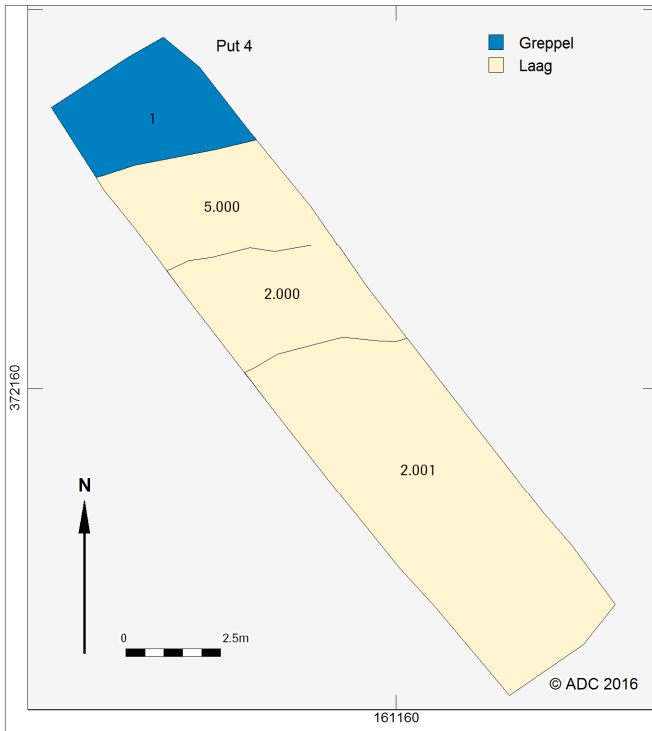 Put 4
Greppel
Laag
1
5.000
2.000
372160
2.001
N
0 2.5m
© ADC 2016
161160